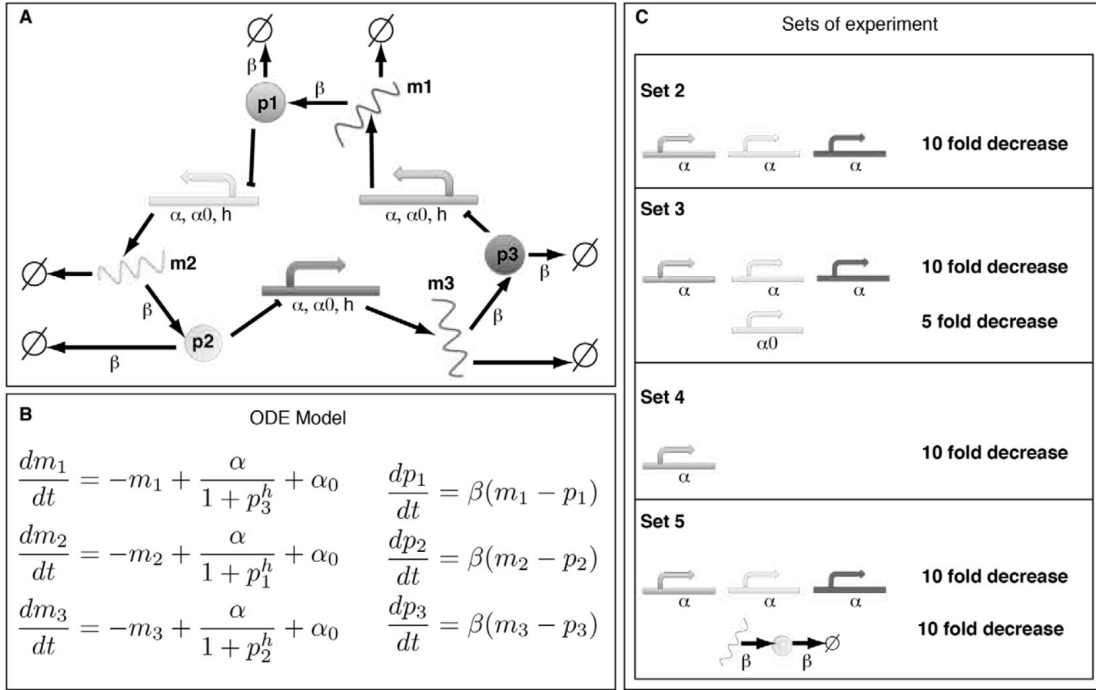 A
∅
∅
β
p1
β
m1
α, α0, h
α, α0, h
∅
m2
β
p3
β
∅
α, α0, h
m3
β
∅
β
p2
∅
B
ODE Model
dm₁/dt = −m₁ + α/(1 + p₃ʰ) + α₀
dp₁/dt = β(m₁ − p₁)
dm₂/dt = −m₂ + α/(1 + p₁ʰ) + α₀
dp₂/dt = β(m₂ − p₂)
dm₃/dt = −m₃ + α/(1 + p₂ʰ) + α₀
dp₃/dt = β(m₃ − p₃)
C
Sets of experiment
Set 2
α α α
10 fold decrease
Set 3
α α α
10 fold decrease
α0
5 fold decrease
Set 4
α
10 fold decrease
Set 5
α α α
10 fold decrease
β β ∅
10 fold decrease